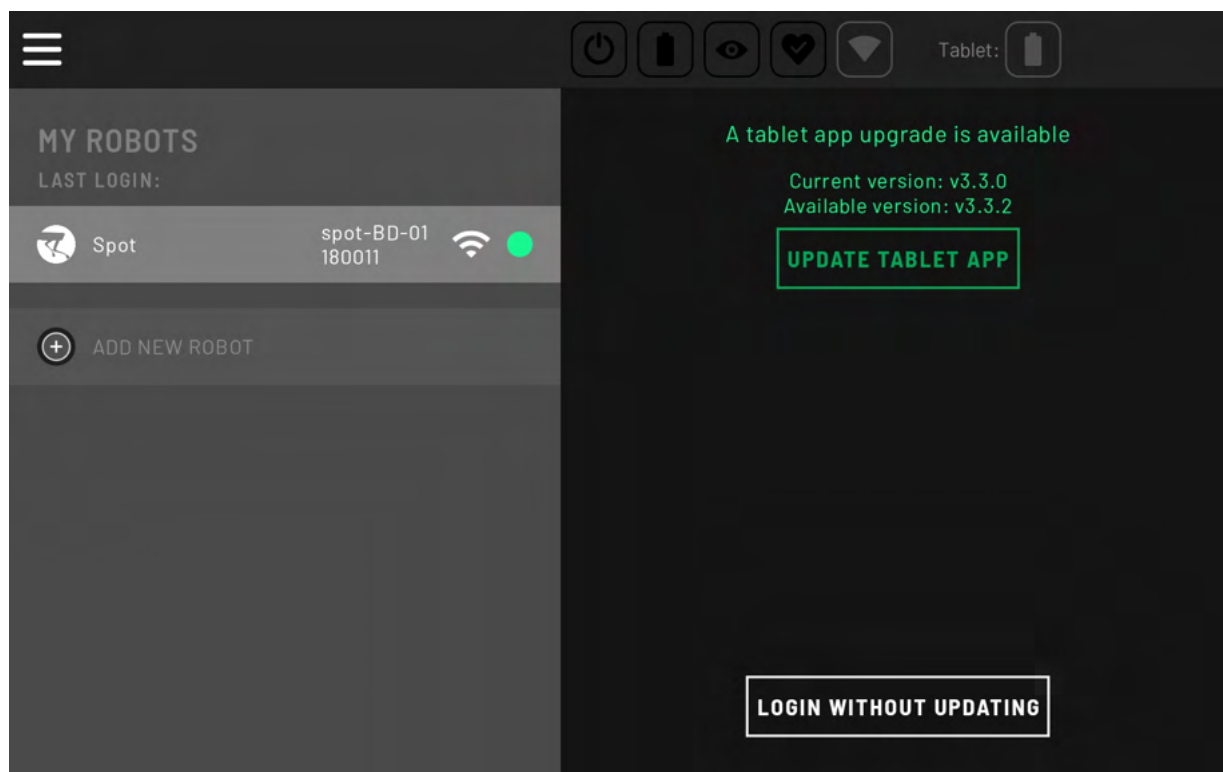 Tablet:
MY ROBOTS
LAST LOGIN:
Spot
spot-BD-01
180011
ADD NEW ROBOT
A tablet app upgrade is available
Current version: v3.3.0
Available version: v3.3.2
UPDATE TABLET APP
LOGIN WITHOUT UPDATING